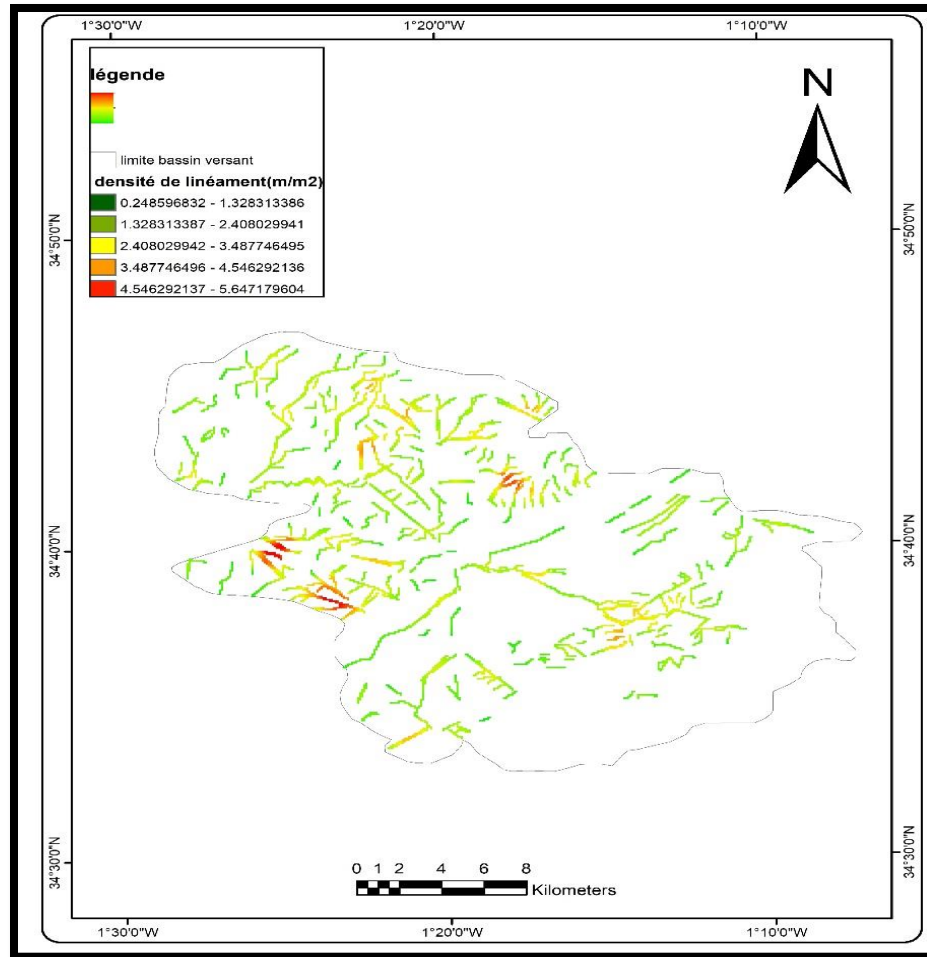 1°30'0"W 1°20'0"W 1°10'0"W
légende
limite bassin versant
densité de linéament(m/m2)
0.248596832 - 1.328313386
1.328313387 - 2.408029941
2.408029942 - 3.487746495
3.487746496 - 4.546292136
4.546292137 - 5.647179604
N
34°50'0"N 34°50'0"N
34°40'0"N 34°40'0"N
34°30'0"N 34°30'0"N
0 1 2 4 6 8
Kilometers
1°30'0"W 1°20'0"W 1°10'0"W